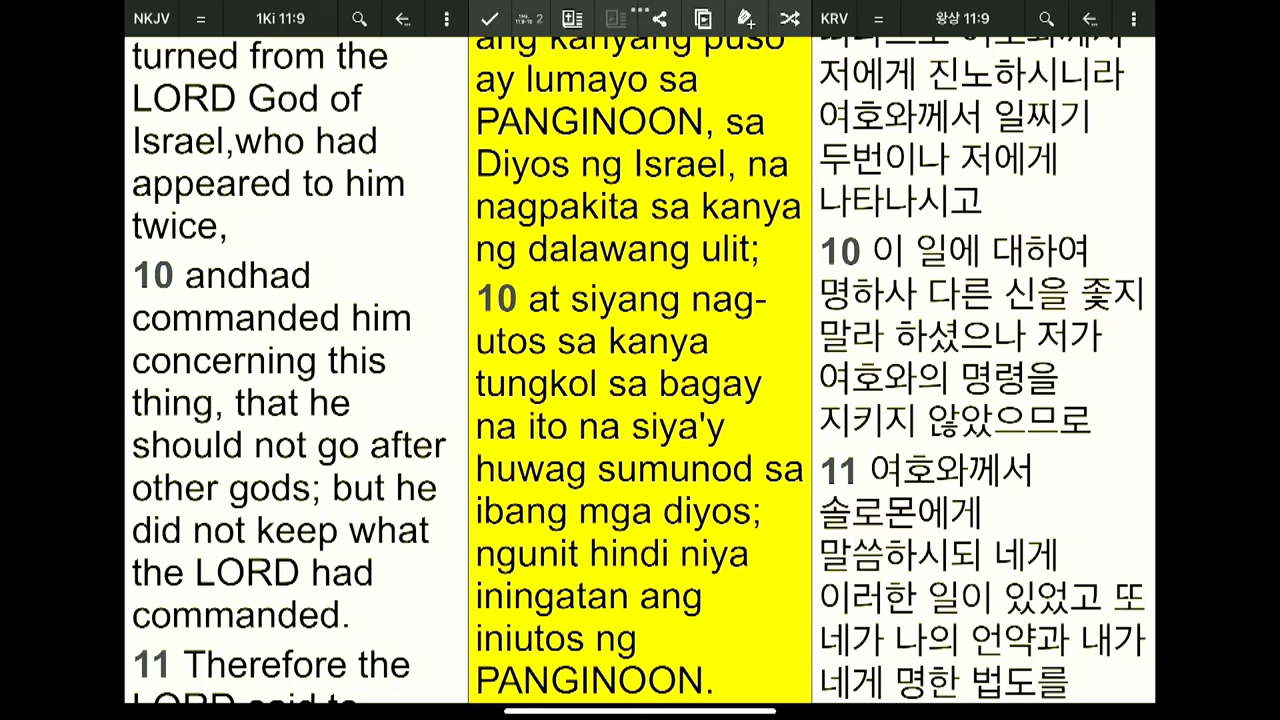 NKJV = 1Ki 11:9
KRV = 왕상 11:9
turned from the
LORD God of
Israel,who had
appeared to him
twice,
10 andhad
commanded him
concerning this
thing, that he
should not go after
other gods; but he
did not keep what
the LORD had
commanded.
11 Therefore the
LORD said to
ang kanyang puso
ay lumayo sa
PANGINOON, sa
Diyos ng Israel, na
nagpakita sa kanya
ng dalawang ulit;
10 at siyang nag-
utos sa kanya
tungkol sa bagay
na ito na siya'y
huwag sumunod sa
ibang mga diyos;
ngunit hindi niya
iningatan ang
iniutos ng
PANGINOON.
저에게 진노하시니라
여호와께서 일찌기
두번이나 저에게
나타나시고
10 이 일에 대하여
명하사 다른 신을 좇지
말라 하셨으나 저가
여호와의 명령을
지키지 않았으므로
11 여호와께서
솔로몬에게
말씀하시되 네게
이러한 일이 있었고 또
네가 나의 언약과 내가
네게 명한 법도를